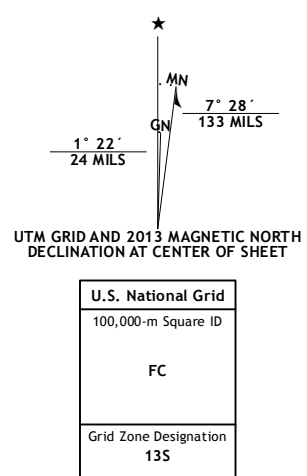 ★
MN
7° 28´
133 MILS
GN
1° 22´
24 MILS
UTM GRID AND 2013 MAGNETIC NORTH
DECLINATION AT CENTER OF SHEET
U.S. National Grid
100,000-m Square ID
FC
Grid Zone Designation
13S